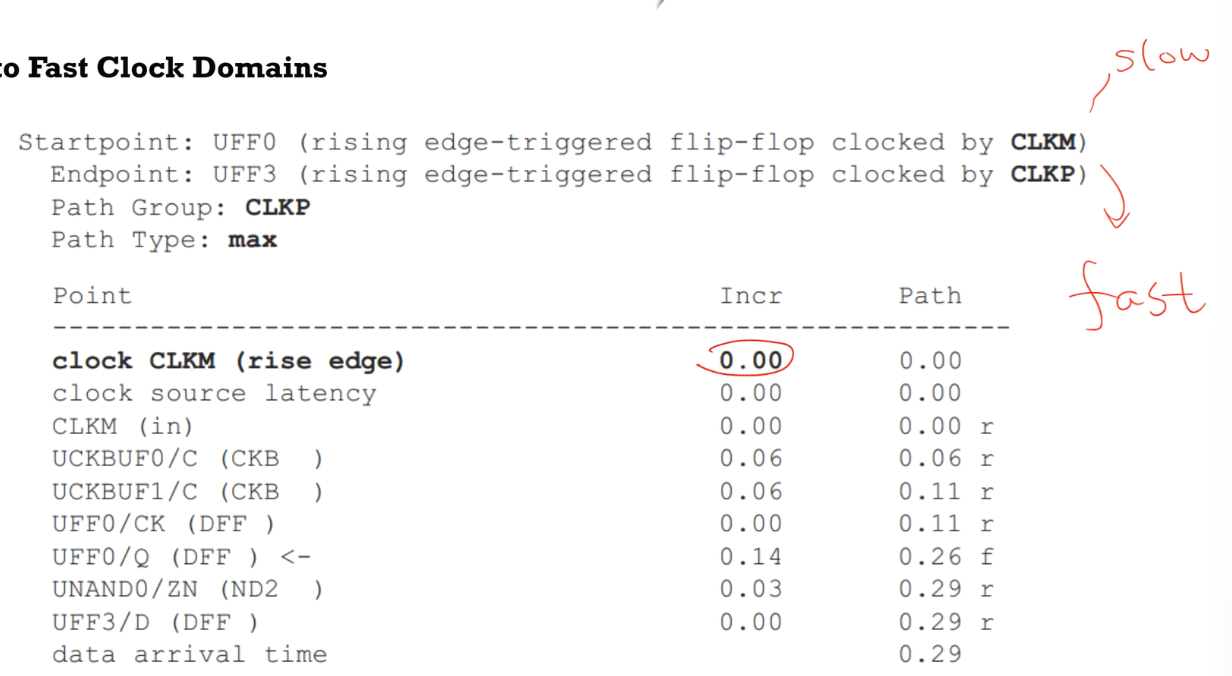 to Fast Clock Domains
slow
Startpoint: UFF0 (rising edge-triggered flip-flop clocked by CLKM)
Endpoint: UFF3 (rising edge-triggered flip-flop clocked by CLKP)
Path Group: CLKP
Path Type: max
fast
Point Incr Path
-----------------------------------------------------------
clock CLKM (rise edge) 0.00 0.00
clock source latency 0.00 0.00
CLKM (in) 0.00 0.00 r
UCKBUF0/C (CKB ) 0.06 0.06 r
UCKBUF1/C (CKB ) 0.06 0.11 r
UFF0/CK (DFF ) 0.00 0.11 r
UFF0/Q (DFF ) <- 0.14 0.26 f
UNAND0/ZN (ND2 ) 0.03 0.29 r
UFF3/D (DFF ) 0.00 0.29 r
data arrival time 0.29